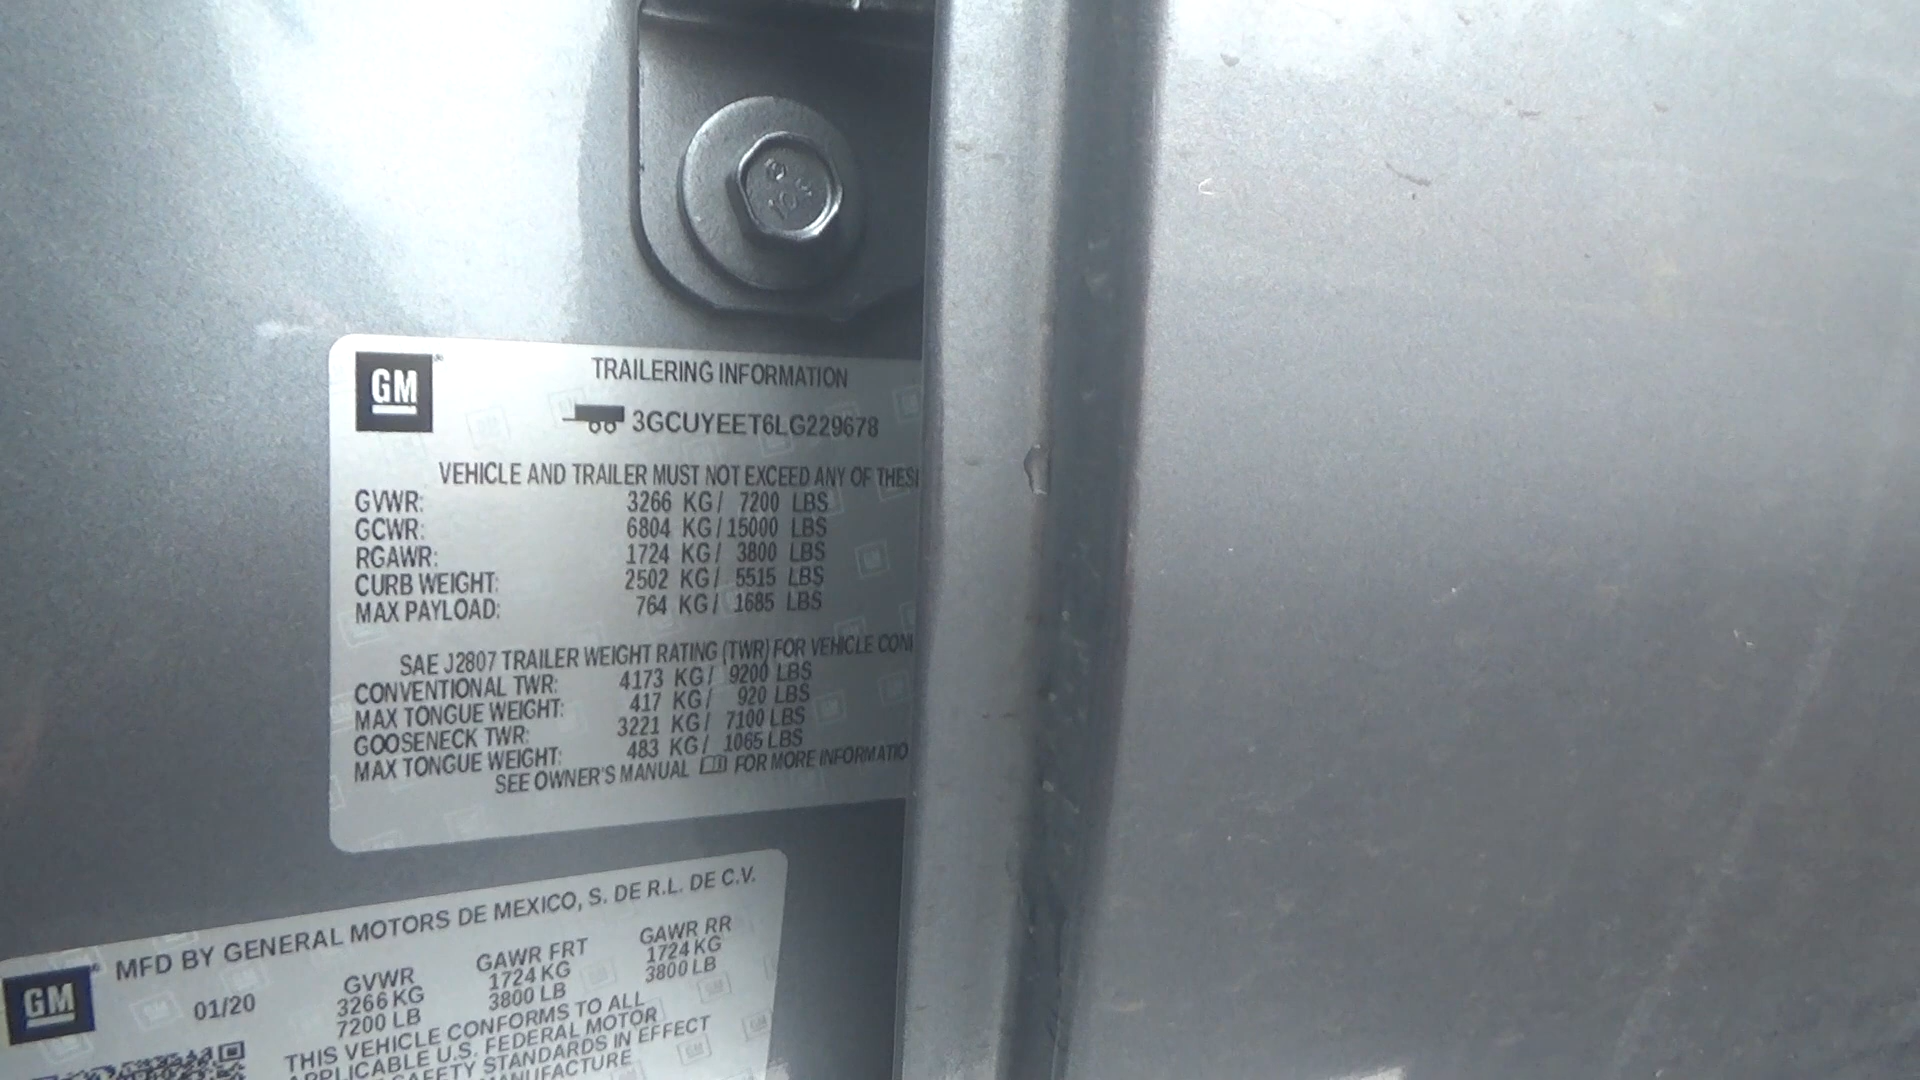 10.9
GM
TRAILERING INFORMATION
3GCUYEET6LG229678
VEHICLE AND TRAILER MUST NOT EXCEED ANY OF THES
GVWR: 3266 KG/ 7200 LBS
GCWR: 6804 KG/15000 LBS
RGAWR: 1724 KG/ 3800 LBS
CURB WEIGHT: 2502 KG/ 5515 LBS
MAX PAYLOAD: 764 KG/ 1685 LBS
SAE J2807 TRAILER WEIGHT RATING (TWR) FOR VEHICLE CON
CONVENTIONAL TWR: 4173 KG/ 9200 LBS
MAX TONGUE WEIGHT: 417 KG/ 920 LBS
GOOSENECK TWR: 3221 KG/ 7100 LBS
MAX TONGUE WEIGHT: 483 KG/ 1065 LBS
SEE OWNER'S MANUAL FOR MORE INFORMATIO
GM
MFD BY GENERAL MOTORS DE MEXICO, S. DE R.L. DE C.V.
01/20 GVWR GAWR FRT GAWR RR
3266 KG 1724 KG 1724 KG
7200 LB 3800 LB 3800 LB
THIS VEHICLE CONFORMS TO ALL
APPLICABLE U.S. FEDERAL MOTOR
SAFETY STANDARDS IN EFFECT
MANUFACTURE